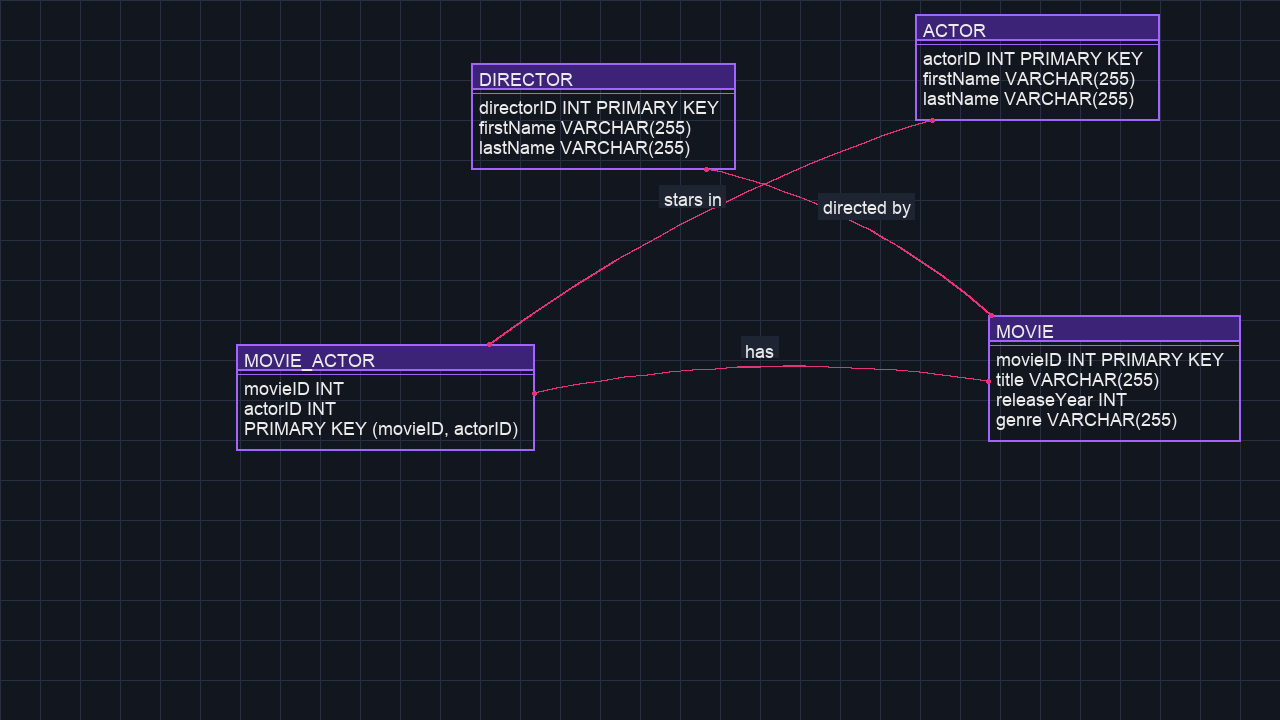 ACTOR
actorID INT PRIMARY KEY
firstName VARCHAR(255)
lastName VARCHAR(255)
DIRECTOR
directorID INT PRIMARY KEY
firstName VARCHAR(255)
lastName VARCHAR(255)
stars in
directed by
MOVIE
movieID INT PRIMARY KEY
title VARCHAR(255)
releaseYear INT
genre VARCHAR(255)
has
MOVIE_ACTOR
movieID INT
actorID INT
PRIMARY KEY (movieID, actorID)